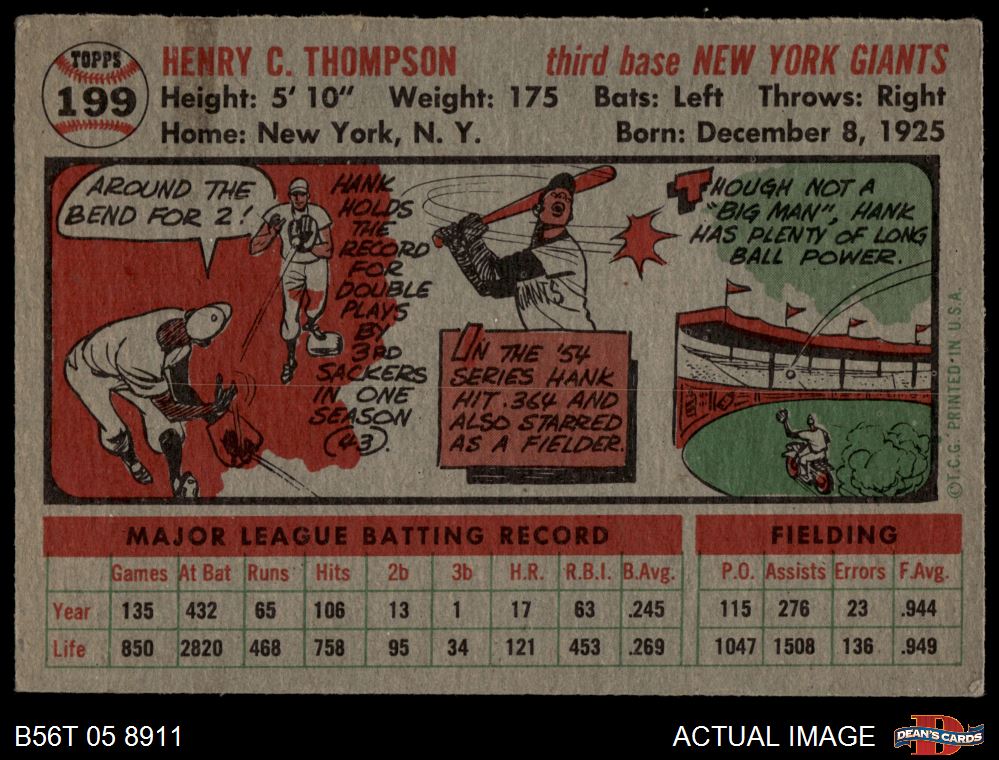 TOPPS
199
HENRY C. THOMPSON third base NEW YORK GIANTS
Height: 5' 10" Weight: 175 Bats: Left Throws: Right
Home: New York, N. Y. Born: December 8, 1925
AROUND THE
BEND FOR 2!
HANK
HOLDS
THE
RECORD
FOR
DOUBLE
PLAYS
BY
3RD
SACKERS
IN ONE
SEASON
(43).
GIANTS
IN THE '54
SERIES HANK
HIT .364 AND
ALSO STARRED
AS A FIELDER.
THOUGH NOT A
"BIG MAN", HANK
HAS PLENTY OF LONG
BALL POWER.
©T.C.G. PRINTED IN U.S.A.
MAJOR LEAGUE BATTING RECORD FIELDING
Games At Bat Runs Hits 2b 3b H.R. R.B.I. B.Avg. P.O. Assists Errors F.Avg.
Year 135 432 65 106 13 1 17 63 .245 115 276 23 .944
Life 850 2820 468 758 95 34 121 453 .269 1047 1508 136 .949
B56T 05 8911 ACTUAL IMAGE DEAN'S CARDS